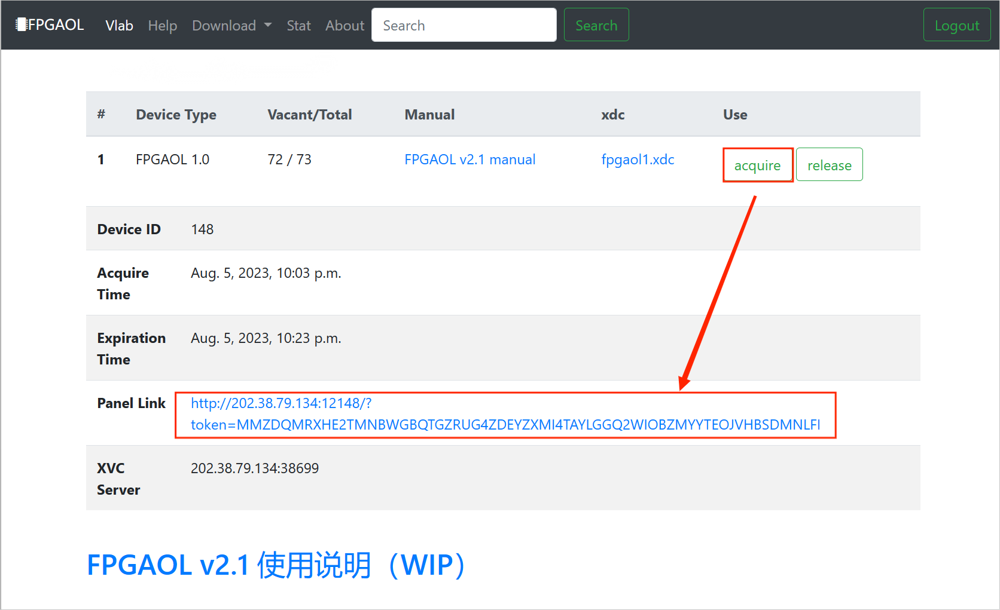 FPGAOL Vlab Help Download Stat About Search Search Logout
# Device Type Vacant/Total Manual xdc Use
1 FPGAOL 1.0 72 / 73 FPGAOL v2.1 manual fpgaol1.xdc acquire release
Device ID 148
Acquire Aug. 5, 2023, 10:03 p.m.
Time
Expiration Aug. 5, 2023, 10:23 p.m.
Time
Panel Link http://202.38.79.134:12148/?
token=MMZDQMRXHE2TMNBWGBQTGZRUG4ZDEYZXMI4TAYLGGQ2WIOBZMYYTEOJVHBSDMNLFI
XVC 202.38.79.134:38699
Server
FPGAOL v2.1 使用说明（WIP）